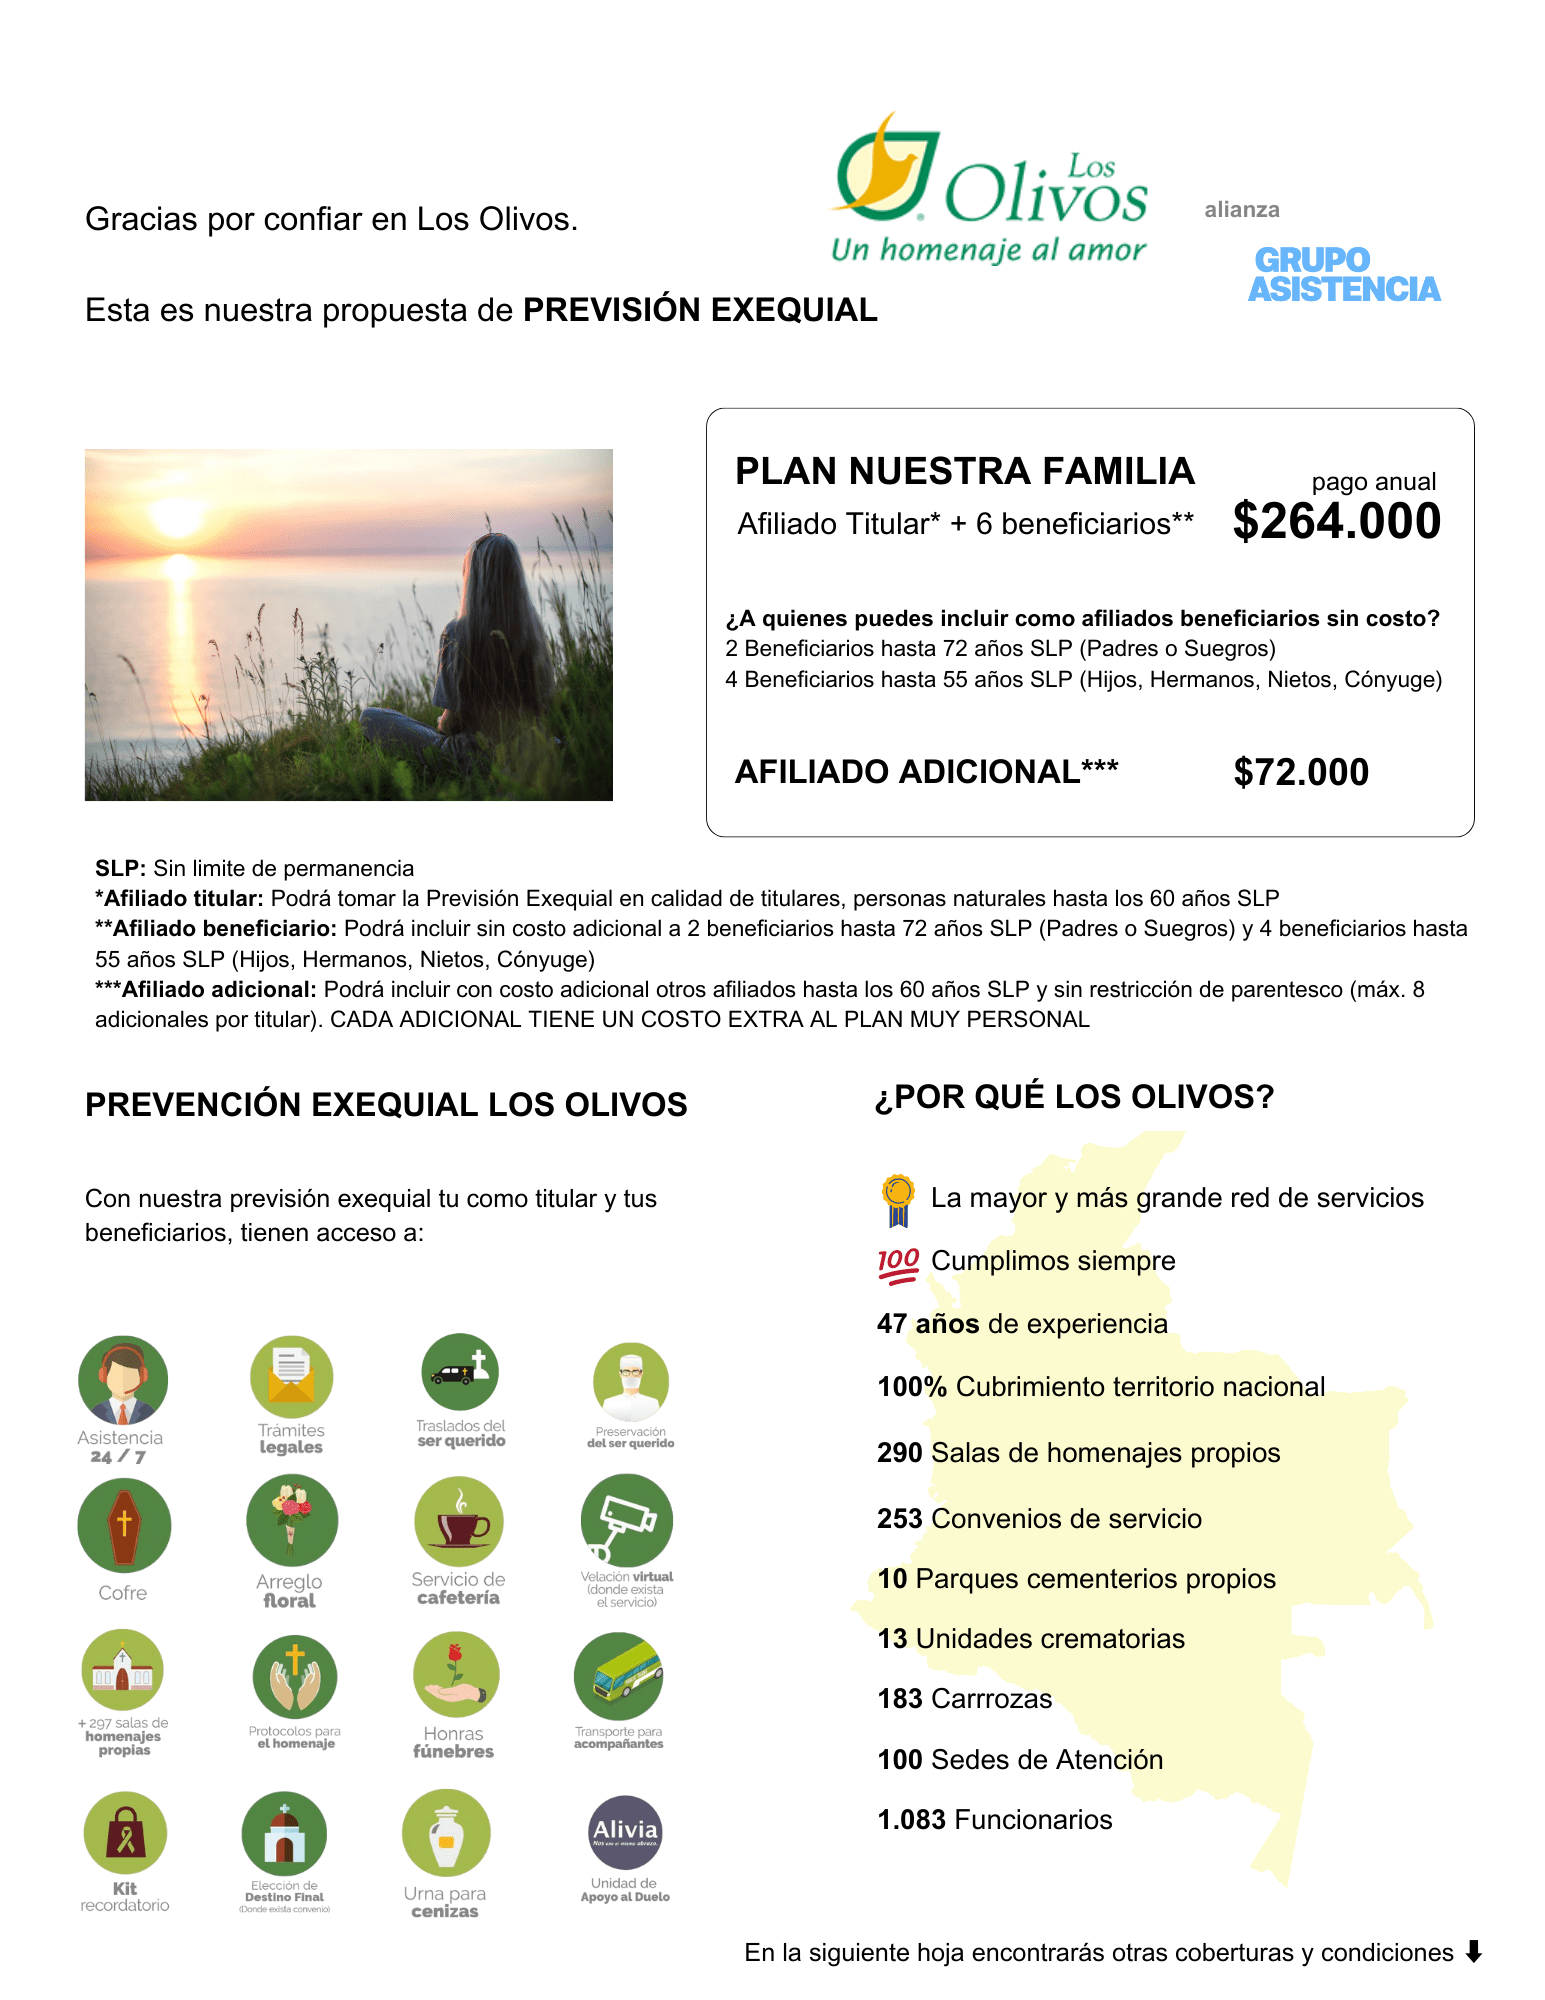 Los
Olivos
Un homenaje al amor
alianza
GRUPO
ASISTENCIA
Gracias por confiar en Los Olivos.
Esta es nuestra propuesta de PREVISIÓN EXEQUIAL
PLAN NUESTRA FAMILIA
pago anual
Afiliado Titular* + 6 beneficiarios**
$264.000
¿A quienes puedes incluir como afiliados beneficiarios sin costo?
2 Beneficiarios hasta 72 años SLP (Padres o Suegros)
4 Beneficiarios hasta 55 años SLP (Hijos, Hermanos, Nietos, Cónyuge)
AFILIADO ADICIONAL***
$72.000
SLP: Sin limite de permanencia
*Afiliado titular: Podrá tomar la Previsión Exequial en calidad de titulares, personas naturales hasta los 60 años SLP
**Afiliado beneficiario: Podrá incluir sin costo adicional a 2 beneficiarios hasta 72 años SLP (Padres o Suegros) y 4 beneficiarios hasta
55 años SLP (Hijos, Hermanos, Nietos, Cónyuge)
***Afiliado adicional: Podrá incluir con costo adicional otros afiliados hasta los 60 años SLP y sin restricción de parentesco (máx. 8
adicionales por titular). CADA ADICIONAL TIENE UN COSTO EXTRA AL PLAN MUY PERSONAL
PREVENCIÓN EXEQUIAL LOS OLIVOS
Con nuestra previsión exequial tu como titular y tus
beneficiarios, tienen acceso a:
Asistencia
24 / 7
Trámites
legales
Traslados del
ser querido
Preservación
del ser querido
Cofre
Arreglo
floral
Servicio de
cafetería
Velación virtual
(donde exista
el servicio)
+ 297 salas de
homenajes
propias
Protocolos para
el homenaje
Honras
fúnebres
Transporte para
acompañantes
Kit
recordatorio
Elección de
Destino Final
(Donde exista convenio)
Urna para
cenizas
Alivia
Nos une el mismo abrazo.
Unidad de
Apoyo al Duelo
¿POR QUÉ LOS OLIVOS?
La mayor y más grande red de servicios
100 Cumplimos siempre
47 años de experiencia
100% Cubrimiento territorio nacional
290 Salas de homenajes propios
253 Convenios de servicio
10 Parques cementerios propios
13 Unidades crematorias
183 Carrrozas
100 Sedes de Atención
1.083 Funcionarios
En la siguiente hoja encontrarás otras coberturas y condiciones